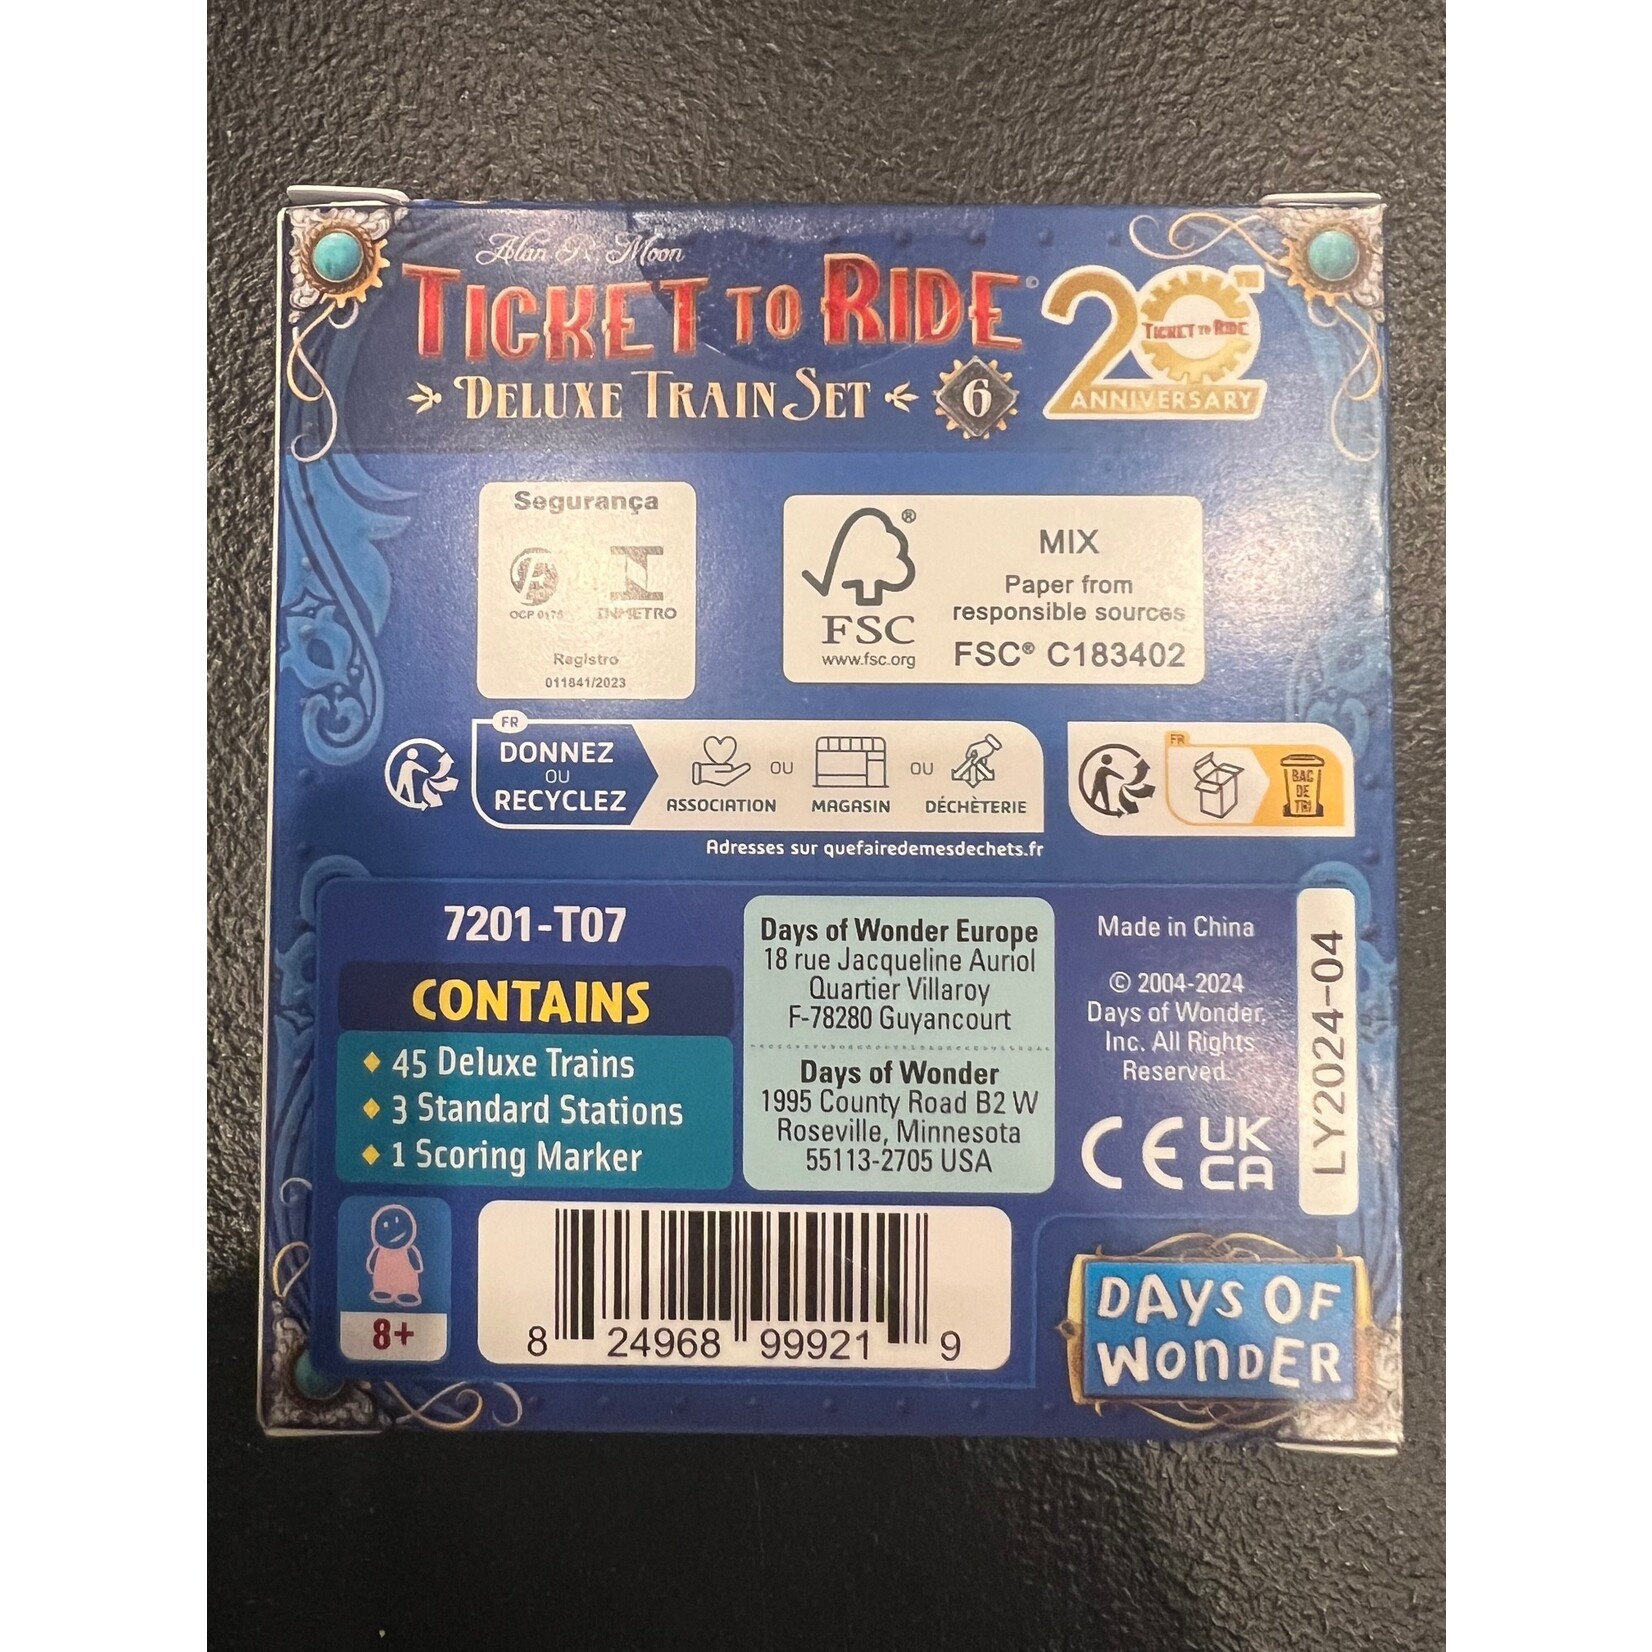 Alan R. Moon
TICKET TO RIDE®
20TH
TICKET TO RIDE
ANNIVERSARY
DELUXE TRAIN SET
6
Segurança
OCP 0176
INMETRO
Registro
011841/2023
®
FSC
www.fsc.org
MIX
Paper from
responsible sources
FSC® C183402
FR
DONNEZ
OU
RECYCLEZ
ASSOCIATION
OU
MAGASIN
OU
DÉCHÈTERIE
Adresses sur quefairedemesdechets.fr
FR
BAC
DE
TRI
7201-T07
CONTAINS
45 Deluxe Trains
3 Standard Stations
1 Scoring Marker
Days of Wonder Europe
18 rue Jacqueline Auriol
Quartier Villaroy
F-78280 Guyancourt
Days of Wonder
1995 County Road B2 W
Roseville, Minnesota
55113-2705 USA
Made in China
© 2004-2024
Days of Wonder,
Inc. All Rights
Reserved.
CE
UK
CA
LY2024-04
8+
8 24968 99921 9
DAYS OF
WONDER